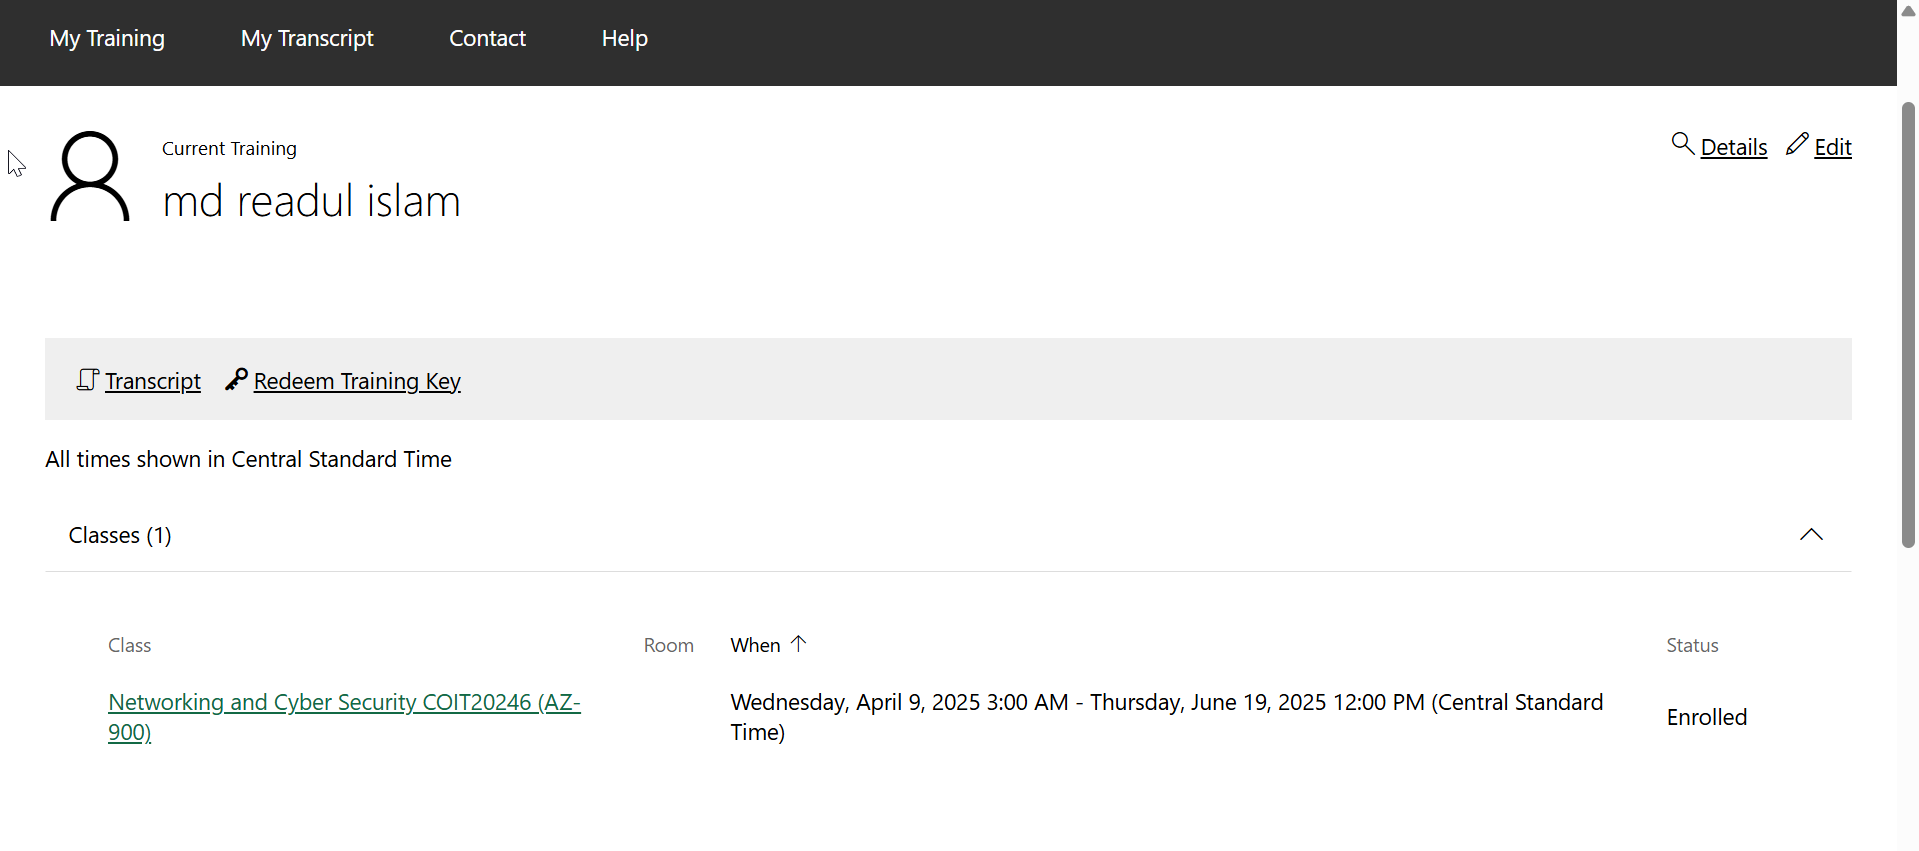 My Training My Transcript Contact Help
Current Training
md readul islam
Details Edit
Transcript Redeem Training Key
All times shown in Central Standard Time
Classes (1)
Class Room When Status
Networking and Cyber Security COIT20246 (AZ-
900)
Wednesday, April 9, 2025 3:00 AM - Thursday, June 19, 2025 12:00 PM (Central Standard
Time)
Enrolled